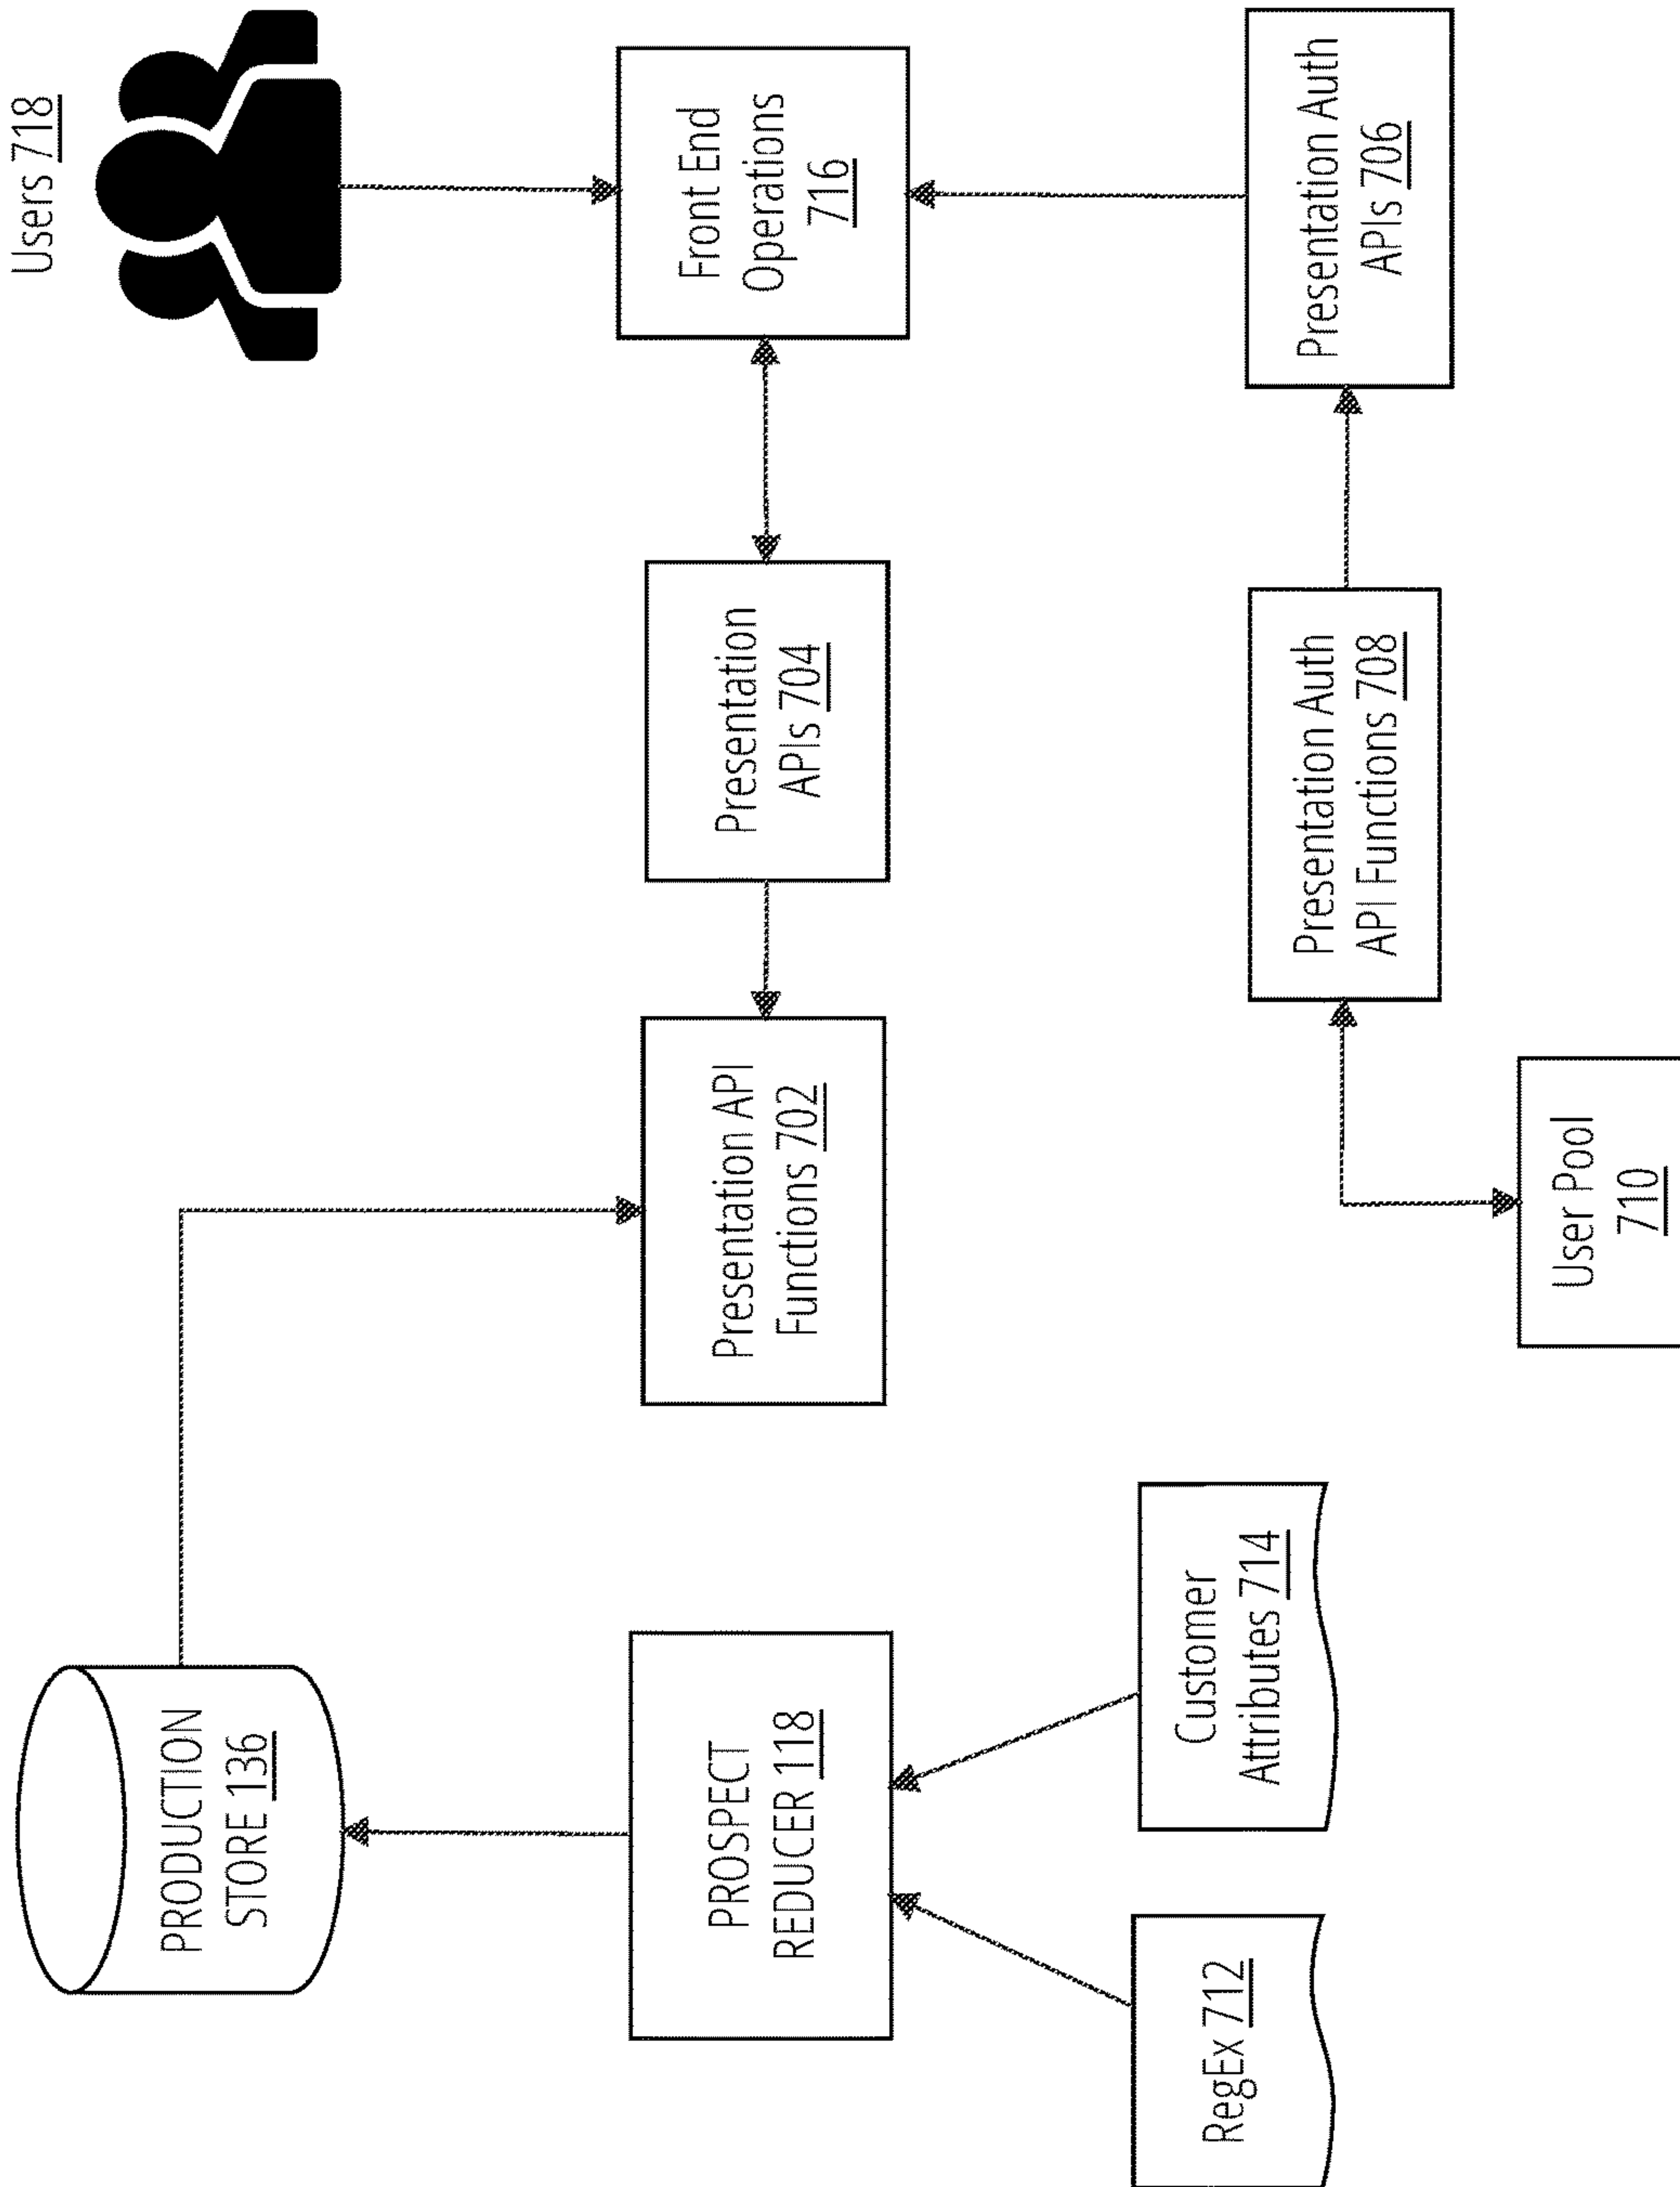 PRODUCTION
STORE 136
Users 718
PROSPECT
REDUCER 118
Presentation API
Functions 702
Presentation
APIs 704
Front End
Operations
716
RegEx 712
Customer
Attributes 714
User Pool
710
Presentation Auth
API Functions 708
Presentation Auth
APIs 706